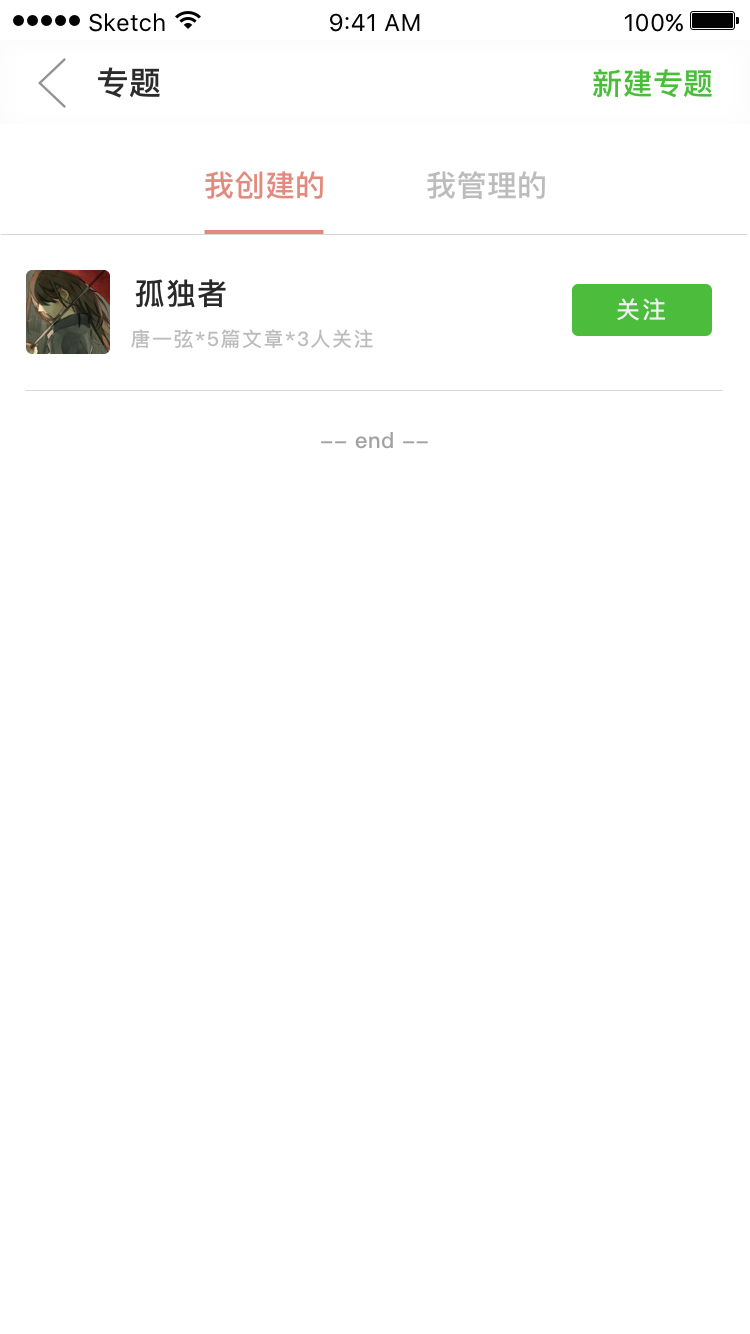 Sketch 9:41 AM 100%
专题 新建专题
我创建的 我管理的
孤独者
唐一弦*5篇文章*3人关注
关注
-- end --